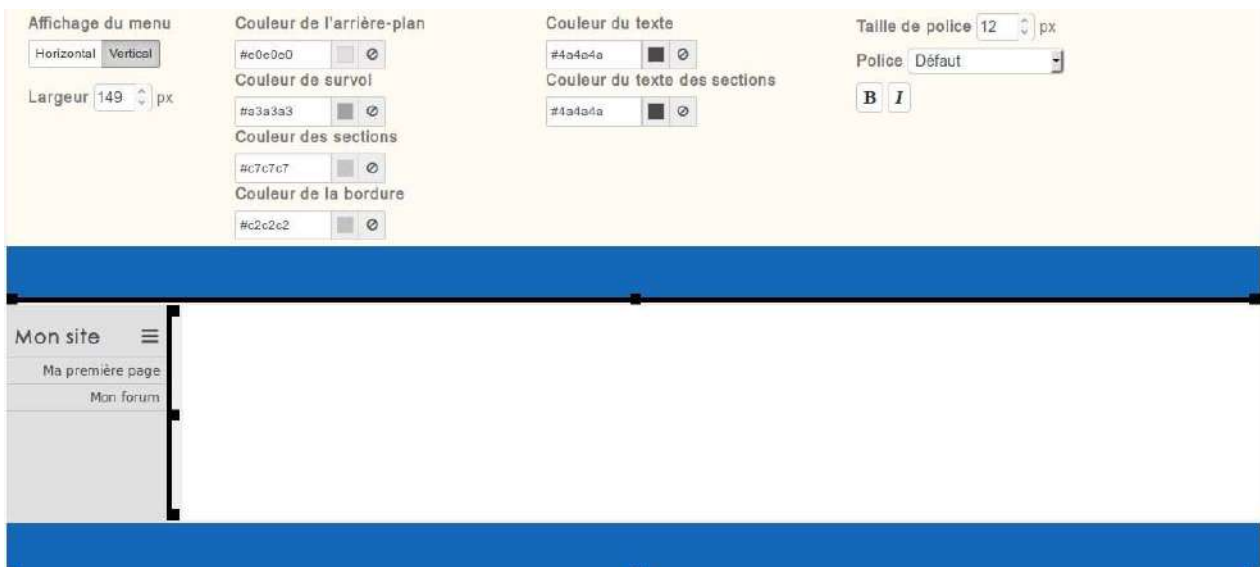 Affichage du menu
Horizontal Vertical
Largeur 149 px
Couleur de l'arrière-plan
#e0e0e0
Couleur de survol
#a3a3a3
Couleur des sections
#c7c7c7
Couleur de la bordure
#c2c2c2
Couleur du texte
#4a4a4a
Couleur du texte des sections
#4a4a4a
Taille de police 12 px
Police Défaut
B I
Mon site
Ma première page
Mon forum